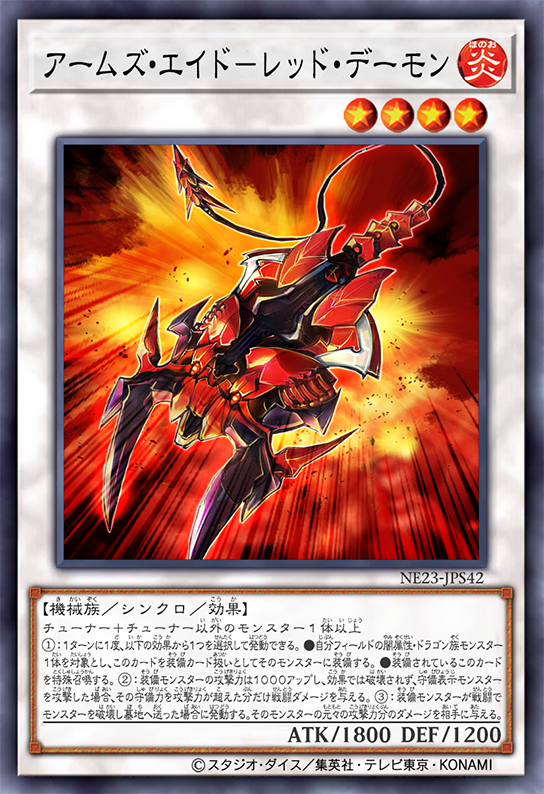 アームズ・エイド－レッド・デーモン
炎
NE23-JPS42
【機械族／シンクロ／効果】
チューナー＋チューナー以外のモンスター１体以上
①：1ターンに1度、以下の効果から1つを選択して発動できる。●自分フィールドの闇属性・ドラゴン族モンスター
1体を対象とし、このカードを装備カード扱いとしてそのモンスターに装備する。●装備されているこのカード
を特殊召喚する。②：装備モンスターの攻撃力は1000アップし、効果では破壊されず、守備表示モンスター
を攻撃した場合、その守備力を攻撃力が超えた分だけ戦闘ダメージを与える。③：装備モンスターが戦闘で
モンスターを破壊し墓地へ送った場合に発動する。そのモンスターの元々の攻撃力分のダメージを相手に与える。
ATK/1800 DEF/1200
©スタジオ・ダイス／集英社・テレビ東京・KONAMI